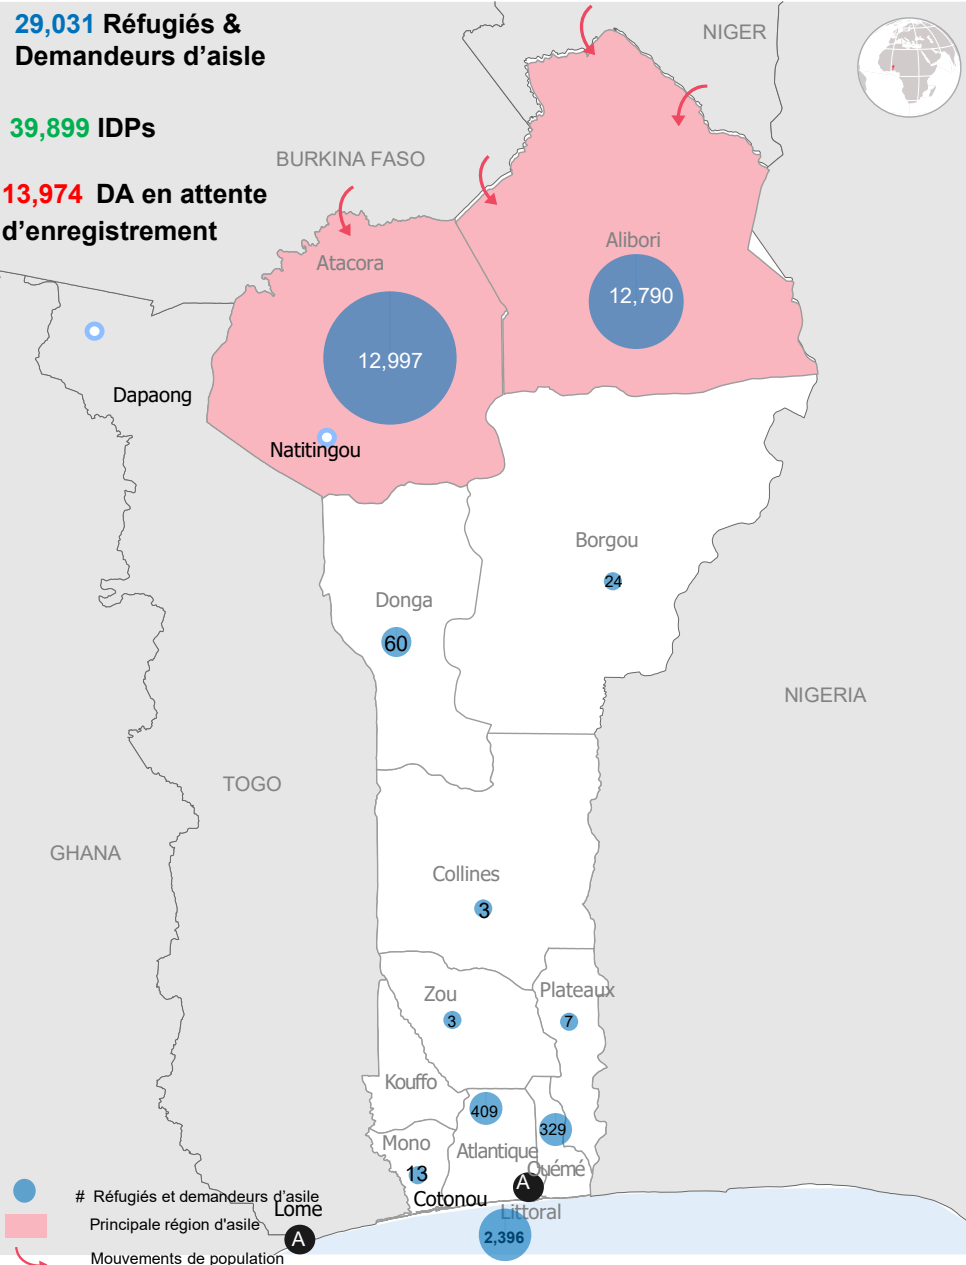 29,031 Réfugiés &
Demandeurs d'aisle
39,899 IDPs
13,974 DA en attente
d'enregistrement
NIGER
BURKINA FASO
Alibori
12,790
Atacora
12,997
Dapaong
Natitingou
Borgou
24
Donga
60
NIGERIA
TOGO
GHANA
Collines
3
Zou
3
Plateaux
7
Kouffo
409
329
Mono
13
Atlantique
Ouémé
A
Cotonou
Littoral
2,396
Lome
A
# Réfugiés et demandeurs d'asile
Principale région d'asile
Mouvements de population